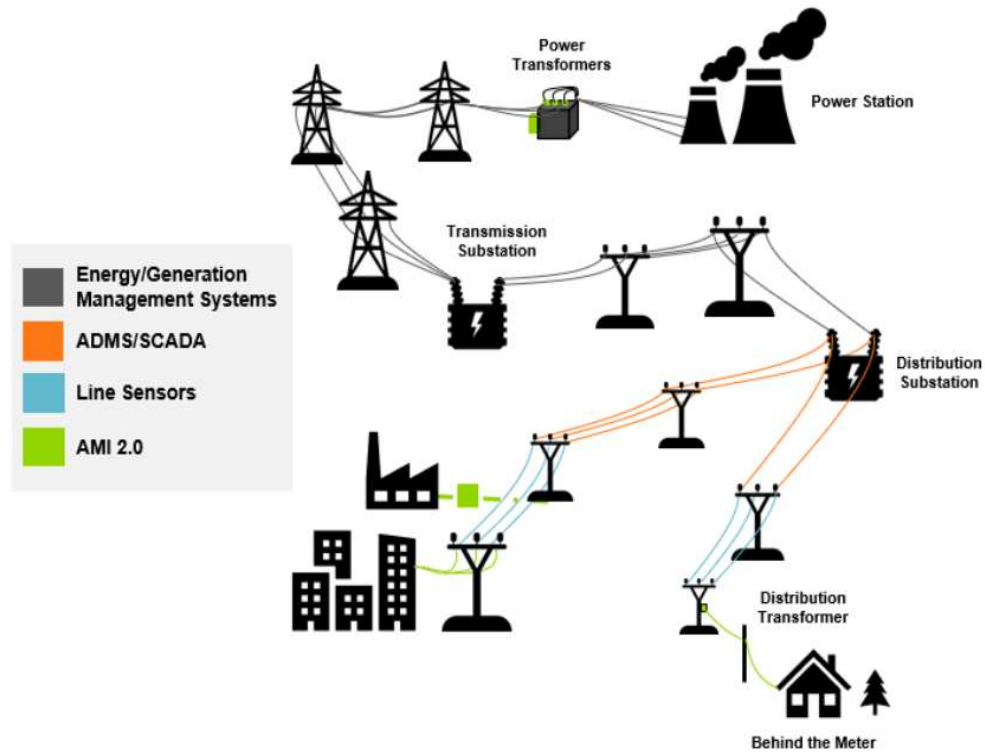 Power
Transformers
Power Station
Transmission
Substation
Energy/Generation
Management Systems
ADMS/SCADA
Line Sensors
AMI 2.0
Distribution
Substation
Distribution
Transformer
Behind the Meter